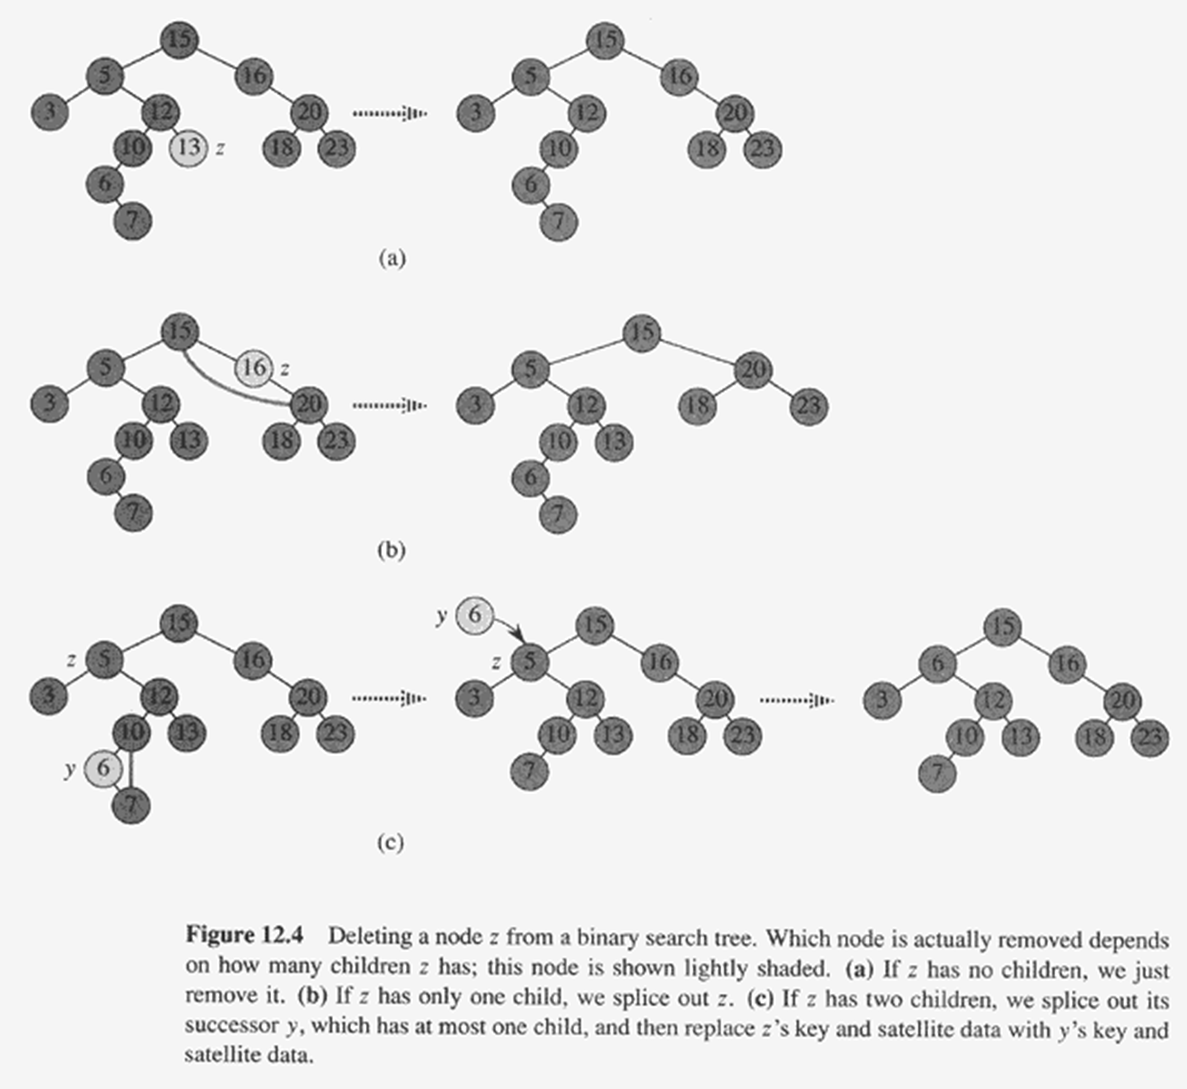 15 15
5 16 5 16
3 12 20 3 12 20
10 13 z 18 23 10 18 23
6 6
7 7
(a)
15 15
5 16 z 5 20
3 12 20 3 12 18 23
10 13 18 23 10 13
6 6
7 7
(b)
y 6
15 15 15
z 5 16 z 5 16 6 16
3 12 20 3 12 20 3 12 20
10 13 18 23 10 13 18 23 10 13 18 23
y 6 7 7
7
(c)
Figure 12.4 Deleting a node z from a binary search tree. Which node is actually removed depends
on how many children z has; this node is shown lightly shaded. (a) If z has no children, we just
remove it. (b) If z has only one child, we splice out z. (c) If z has two children, we splice out its
successor y, which has at most one child, and then replace z's key and satellite data with y's key and
satellite data.